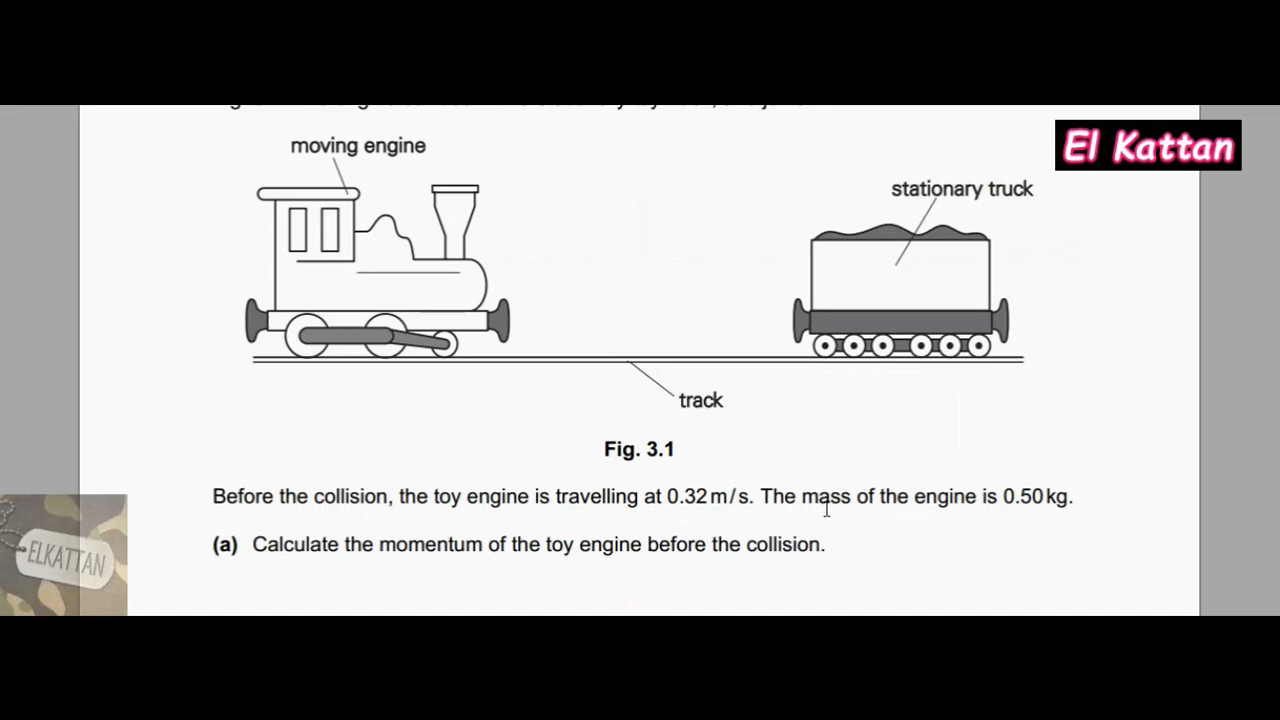 moving engine
El Kattan
stationary truck
track
Fig. 3.1
Before the collision, the toy engine is travelling at 0.32 m/s. The mass of the engine is 0.50 kg.
(a) Calculate the momentum of the toy engine before the collision.
ELKATTAN